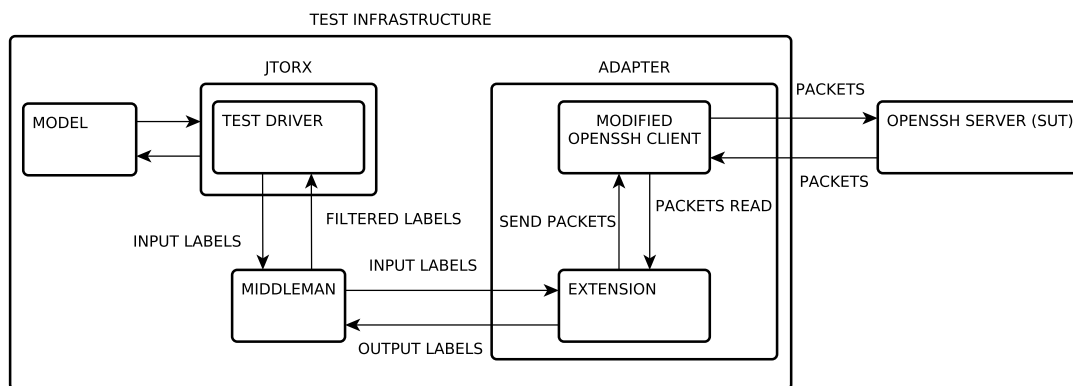 TEST INFRASTRUCTURE
JTORX
ADAPTER
PACKETS
MODEL
TEST DRIVER
MODIFIED
OPENSSH CLIENT
OPENSSH SERVER (SUT)
PACKETS
FILTERED LABELS
SEND PACKETS
PACKETS READ
INPUT LABELS
INPUT LABELS
MIDDLEMAN
EXTENSION
OUTPUT LABELS